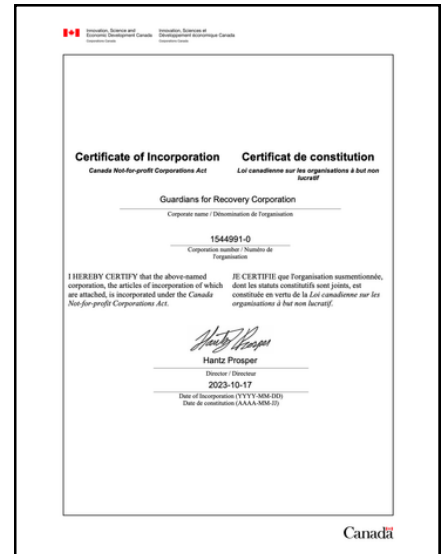 Innovation, Science and
Economic Development Canada
Corporations Canada
Innovation, Sciences et
Développement économique Canada
Corporations Canada
Certificate of Incorporation
Canada Not-for-profit Corporations Act
Certificat de constitution
Loi canadienne sur les organisations à but non
lucratif
Guardians for Recovery Corporation
Corporate name / Dénomination de l'organisation
1544991-0
Corporation number / Numéro de
l'organisation
I HEREBY CERTIFY that the above-named
corporation, the articles of incorporation of which
are attached, is incorporated under the Canada
Not-for-profit Corporations Act.
JE CERTIFIE que l'organisation susmentionnée,
dont les statuts constitutifs sont joints, est
constituée en vertu de la Loi canadienne sur les
organisations à but non lucratif.
Hantz Prosper
Hantz Prosper
Director / Directeur
2023-10-17
Date of Incorporation (YYYY-MM-DD)
Date de constitution (AAAA-MM-JJ)
Canada